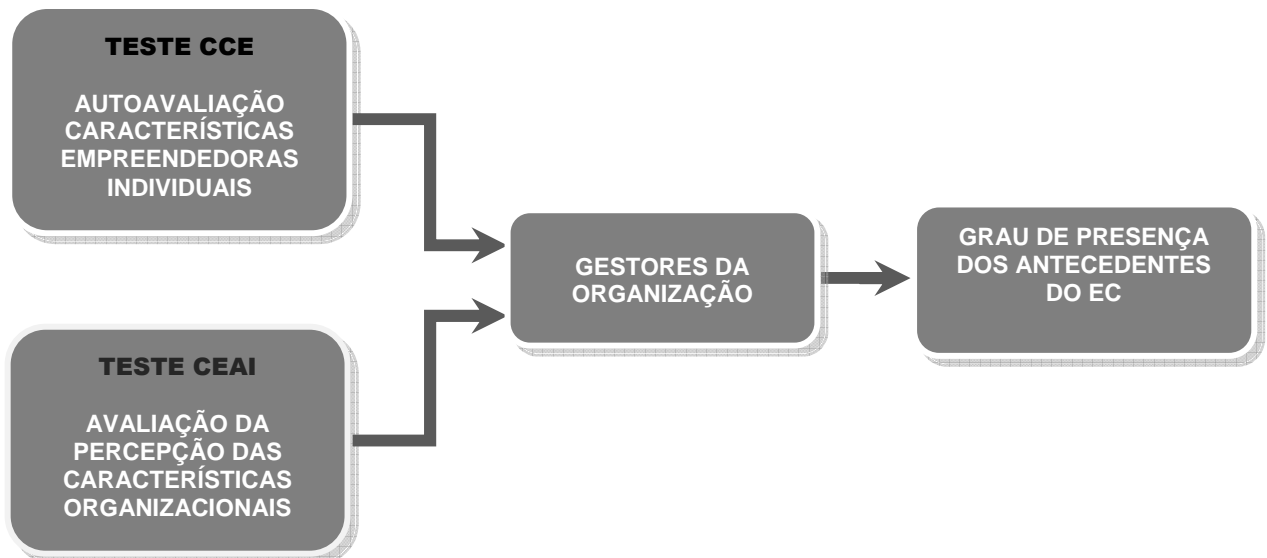 TESTE CCE
AUTOAVALIAÇÃO
CARACTERÍSTICAS
EMPREENDEDORAS
INDIVIDUAIS
TESTE CEAI
AVALIAÇÃO DA
PERCEPÇÃO DAS
CARACTERÍSTICAS
ORGANIZACIONAIS
GESTORES DA
ORGANIZAÇÃO
GRAU DE PRESENÇA
DOS ANTECEDENTES
DO EC